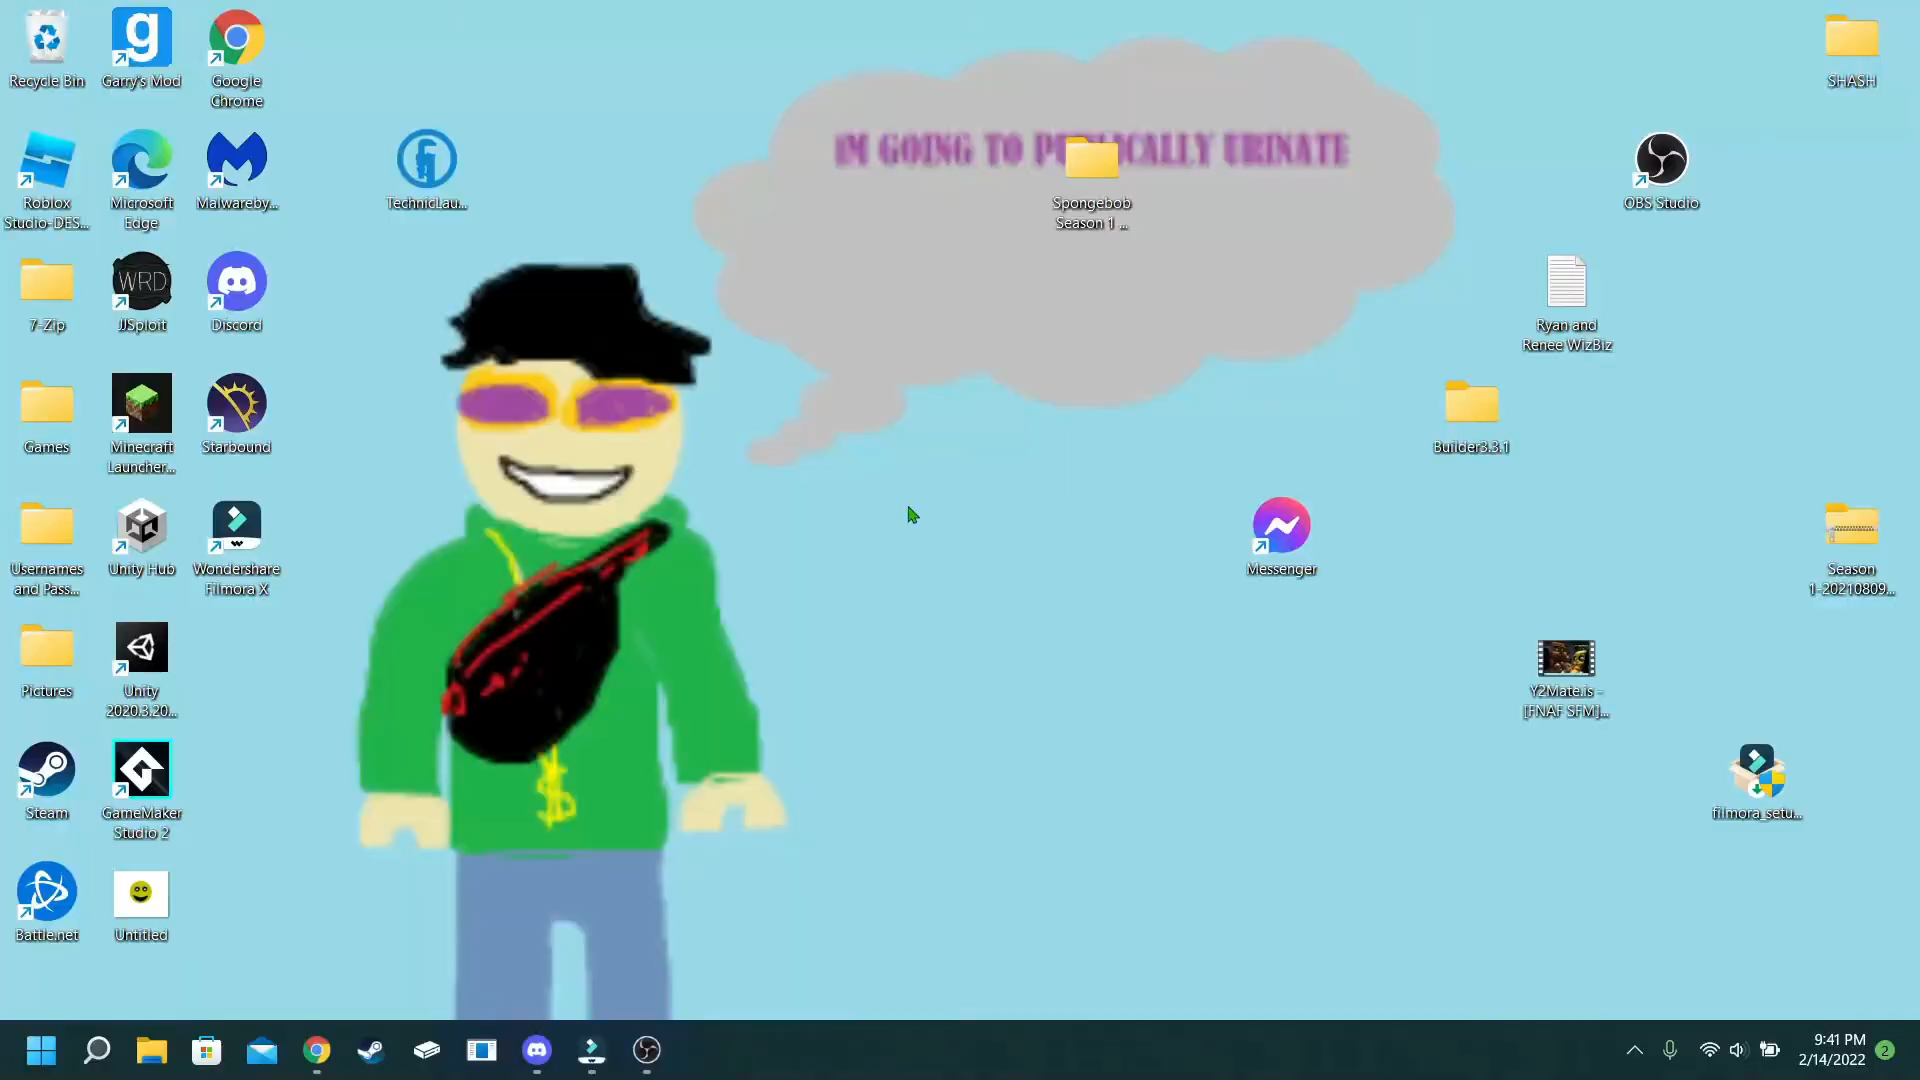 Recycle Bin
Garry's Mod
Google
Chrome
SHASH
IM GOING TO PUBLICALLY URINATE
Roblox
Studio-DES...
Microsoft
Edge
Malwareby...
TechnicLau...
Spongebob
Season 1 ...
OBS Studio
7-Zip
WRD
JJSploit
Discord
Ryan and
Renee WizBiz
Games
Minecraft
Launcher...
Starbound
Builder3.3.1
Usernames
and Pass...
Unity Hub
Wondershare
Filmora X
Messenger
Season
1-20210809...
Pictures
Unity
2020.3.20...
Y2Mate.is -
[FNAF SFM]...
Steam
GameMaker
Studio 2
filmora_setu...
$
Battle.net
Untitled
9:41 PM
2/14/2022
2